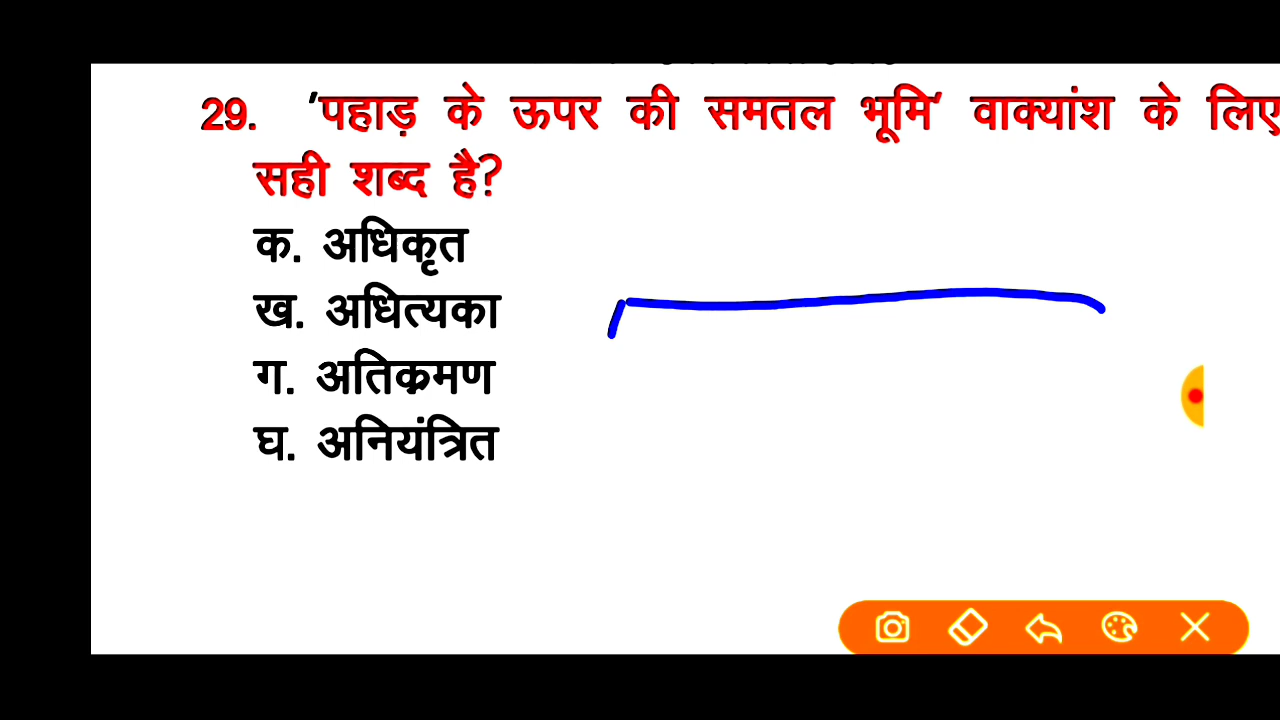 29. 'पहाड़ के ऊपर की समतल भूमि' वाक्यांश के लिए
सही शब्द है?
क. अधिकृत
ख. अधित्यका
ग. अतिक्रमण
घ. अनियंत्रित